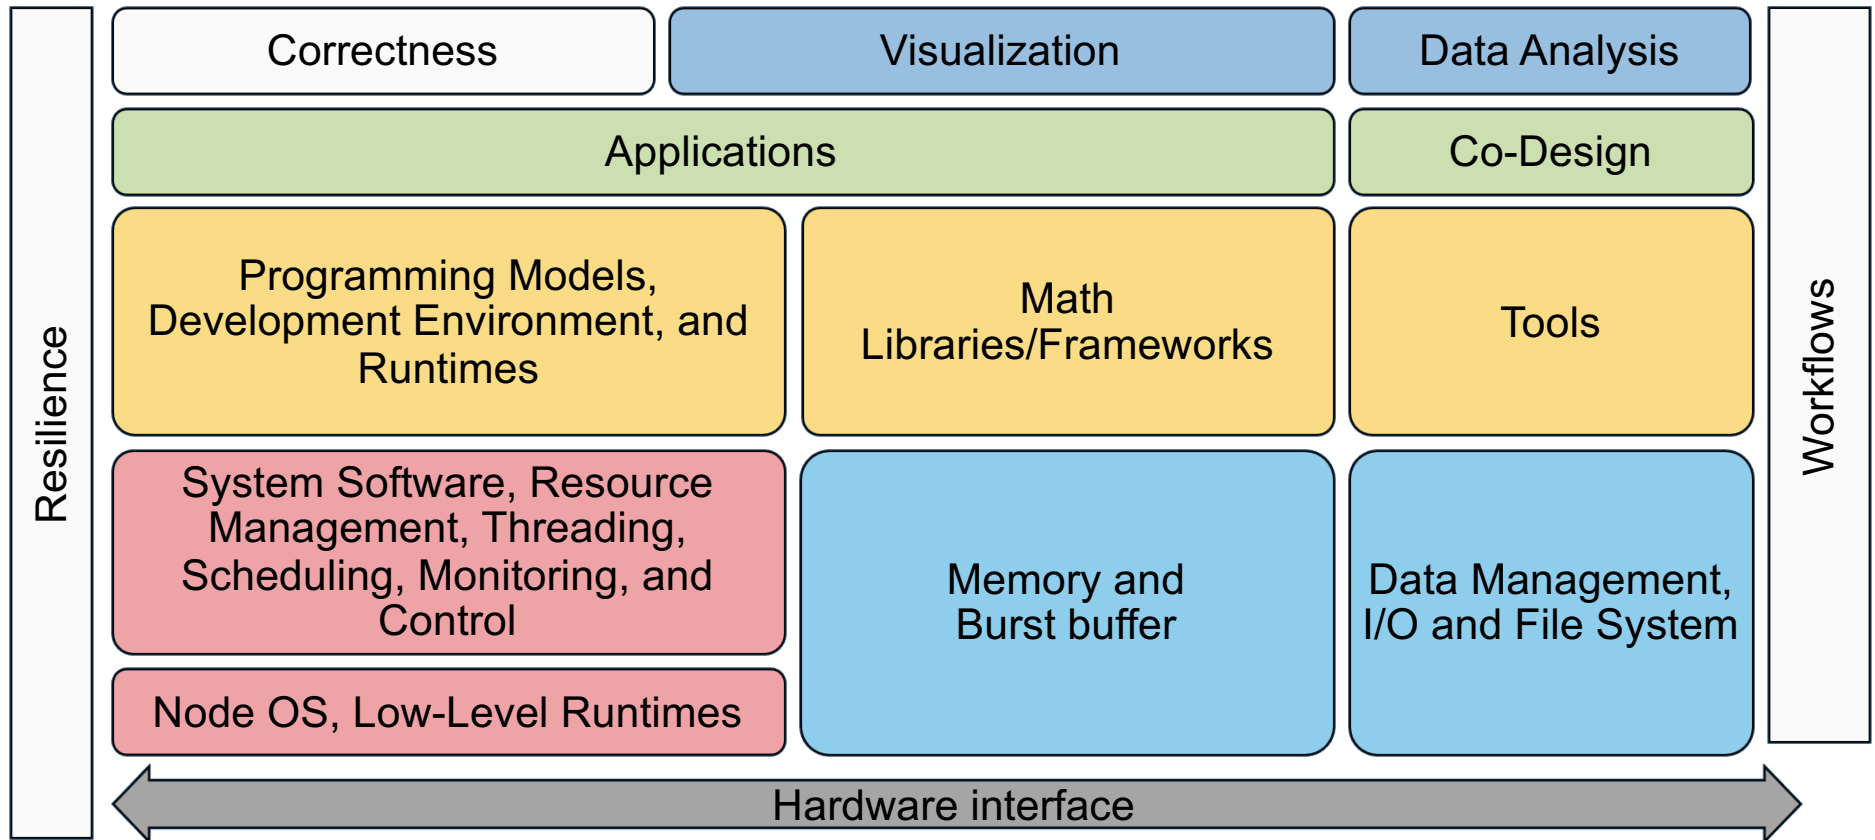 Resilience
Correctness
Visualization
Data Analysis
Applications
Co-Design
Programming Models,
Development Environment, and
Runtimes
Math
Libraries/Frameworks
Tools
System Software, Resource
Management, Threading,
Scheduling, Monitoring, and
Control
Memory and
Burst buffer
Data Management,
I/O and File System
Node OS, Low-Level Runtimes
Workflows
Hardware interface